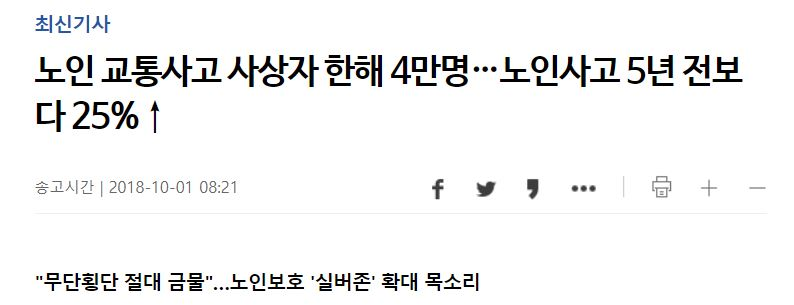 최신기사
노인 교통사고 사상자 한해 4만명…노인사고 5년 전보
다 25%↑
송고시간 | 2018-10-01 08:21
"무단횡단 절대 금물"…노인보호 '실버존' 확대 목소리